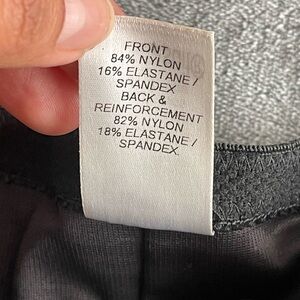 FRONT
84% NYLON
16% ELASTANE /
SPANDEX
BACK &
REINFORCEMENT
82% NYLON
18% ELASTANE /
SPANDEX.